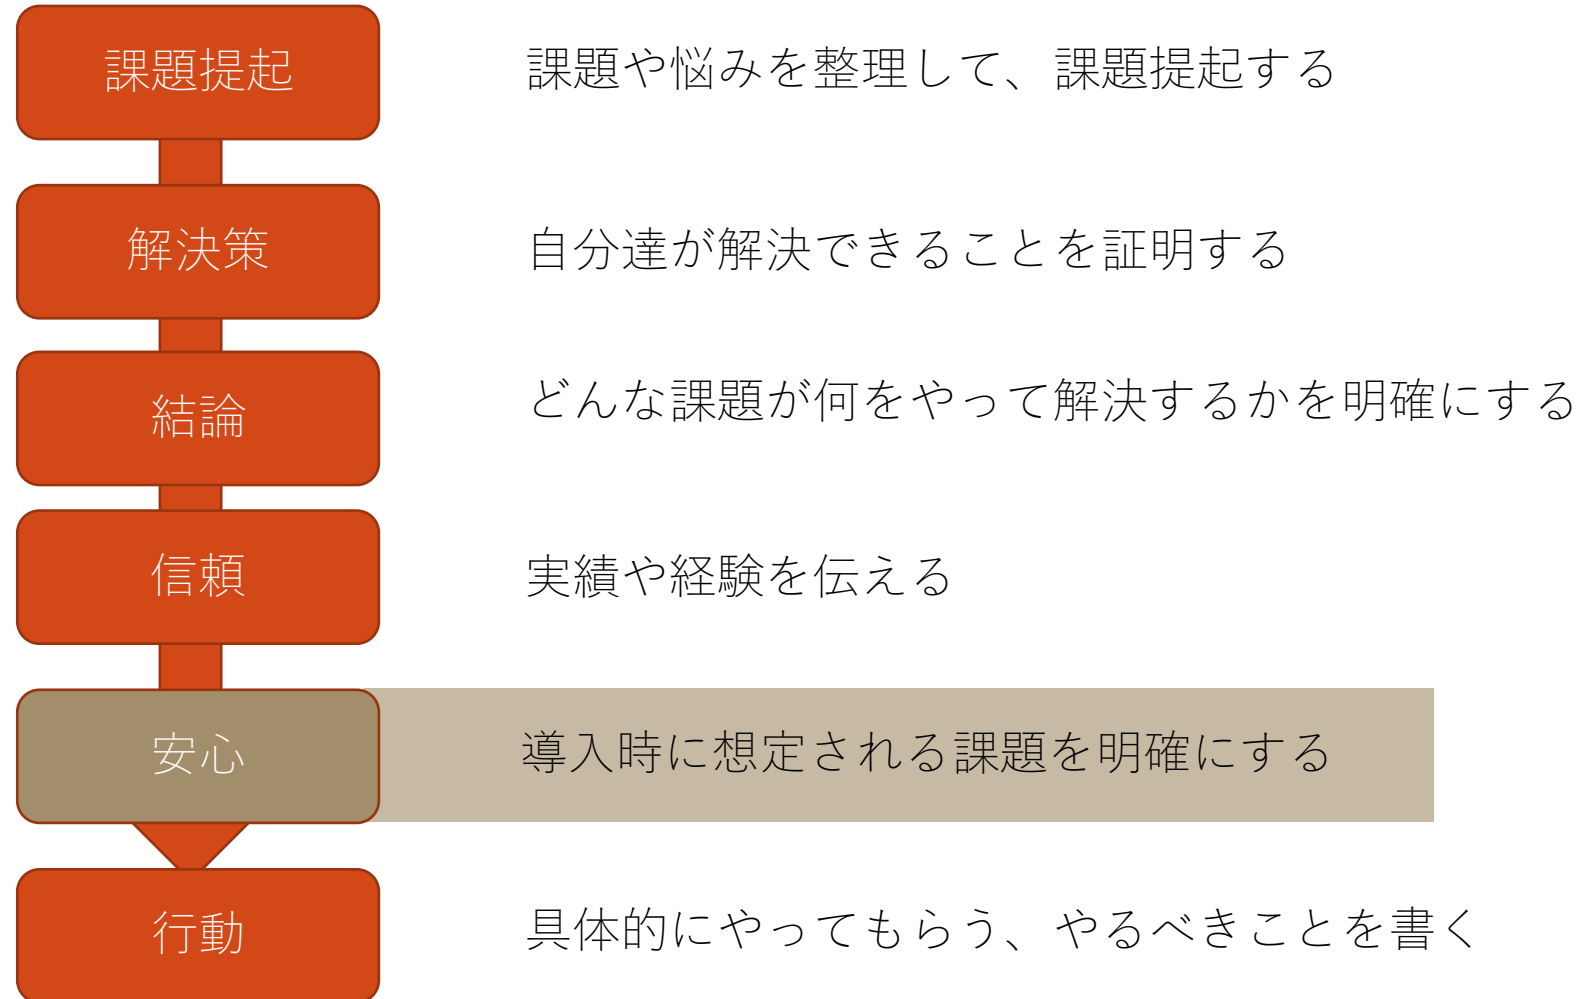 課題提起
課題や悩みを整理して、課題提起する
解決策
自分達が解決できることを証明する
結論
どんな課題が何をやって解決するかを明確にする
信頼
実績や経験を伝える
安心
導入時に想定される課題を明確にする
行動
具体的にやってもらう、やるべきことを書く